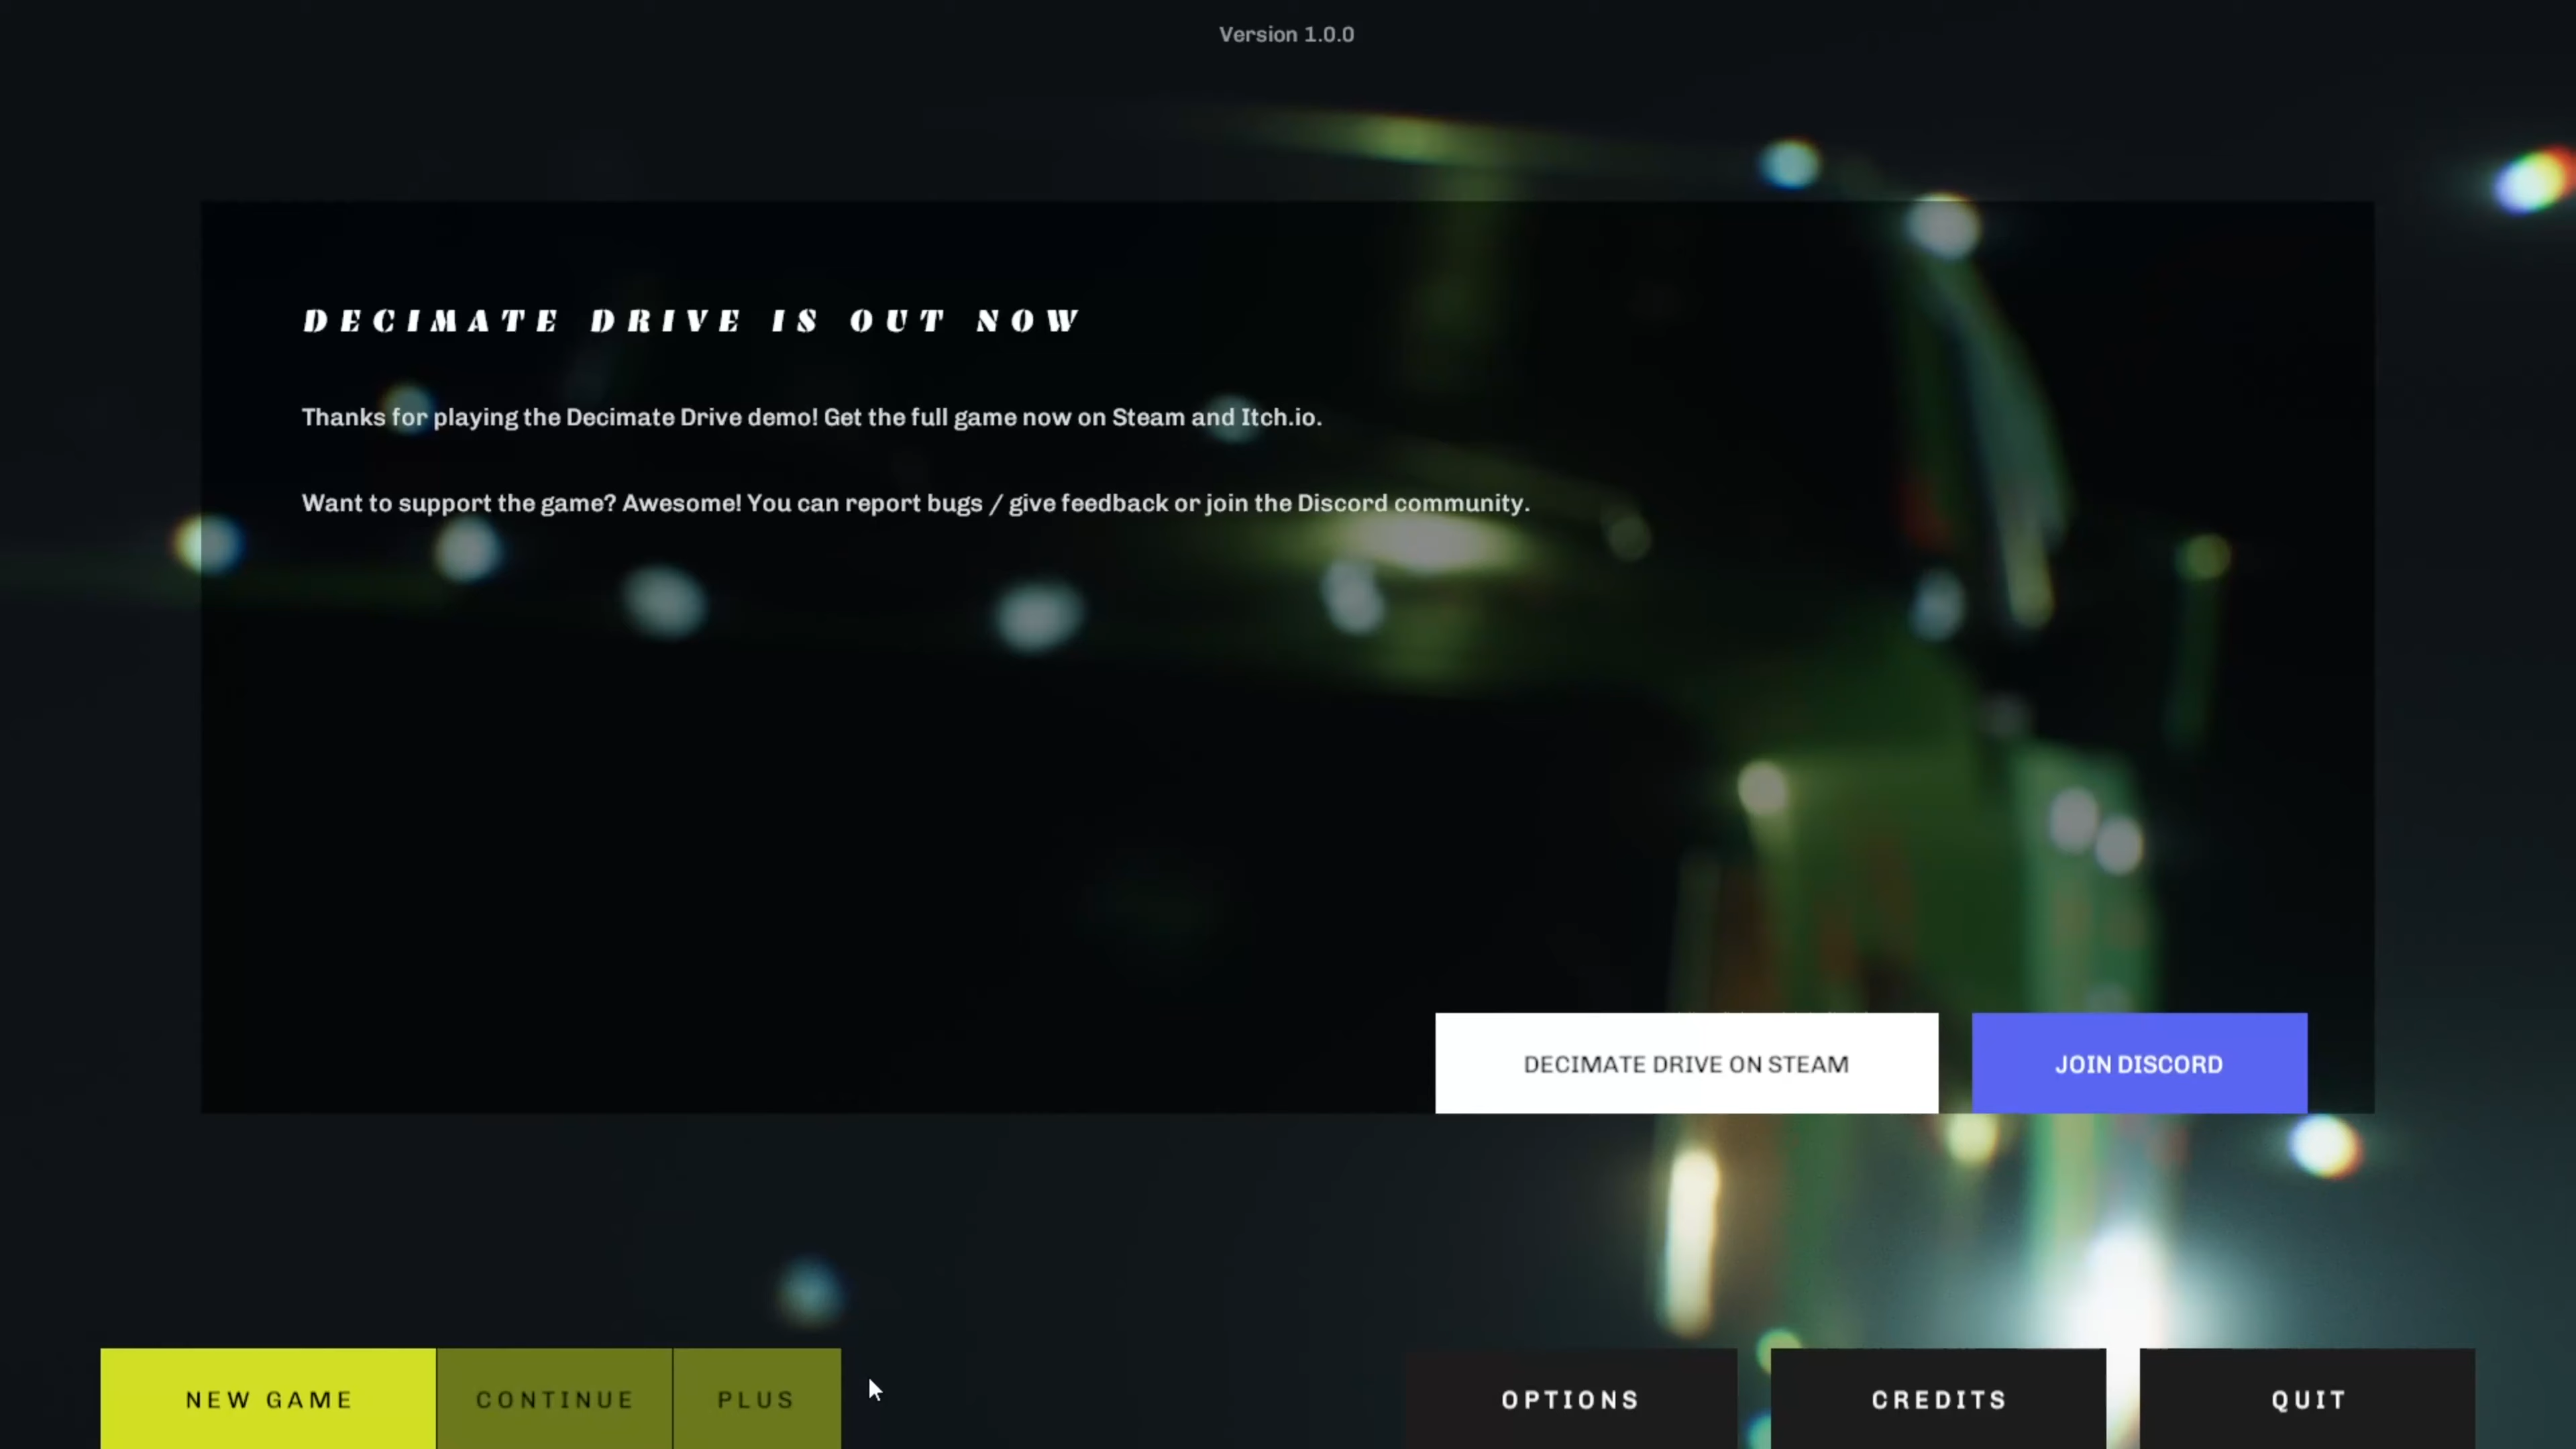 Version 1.0.0
DECIMATE DRIVE IS OUT NOW
Thanks for playing the Decimate Drive demo! Get the full game now on Steam and Itch.io.
Want to support the game? Awesome! You can report bugs / give feedback or join the Discord community.
DECIMATE DRIVE ON STEAM
JOIN DISCORD
NEW GAME
CONTINUE
PLUS
OPTIONS
CREDITS
QUIT